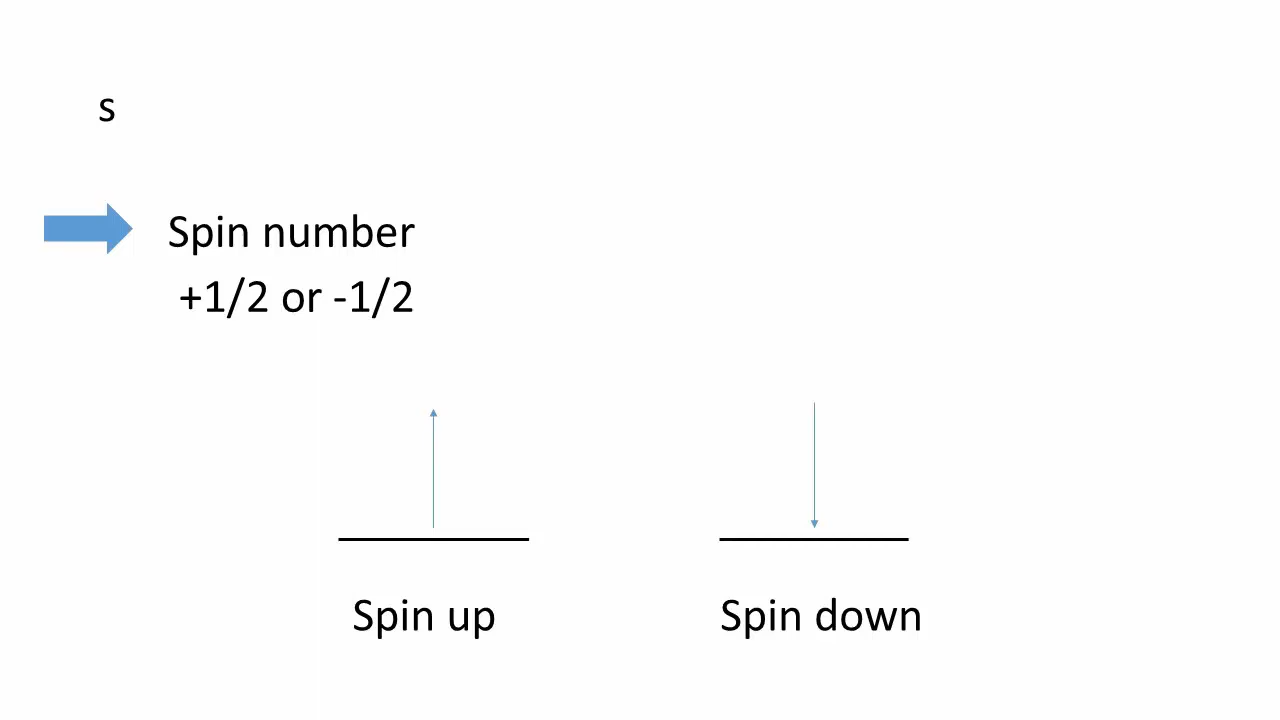 s
Spin number
+1/2 or -1/2
Spin up
Spin down